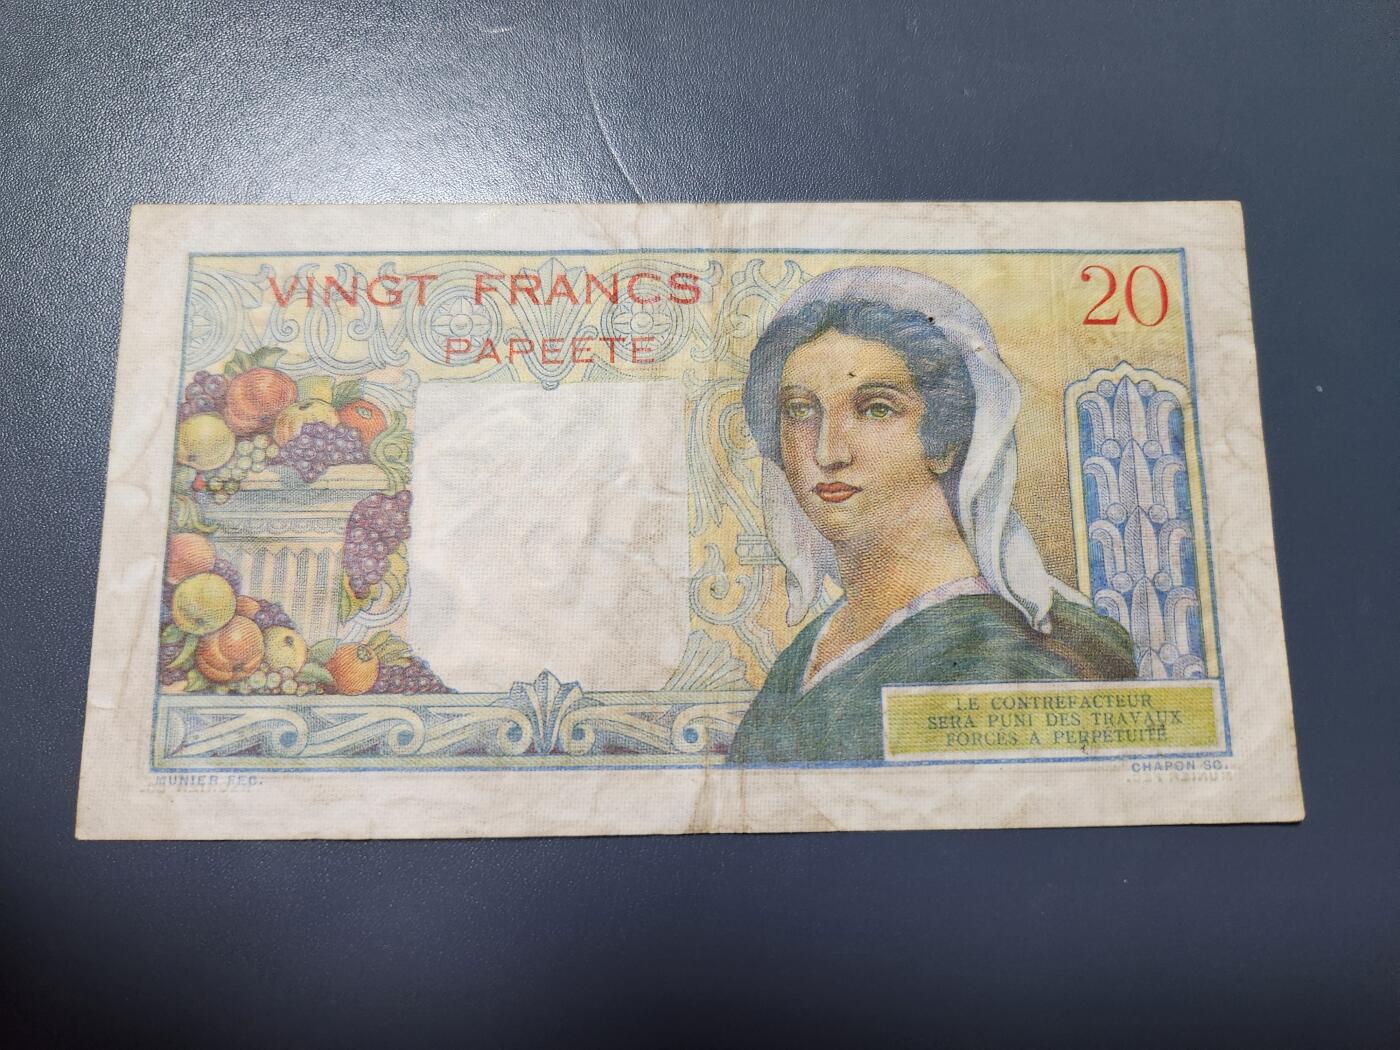 VINGT FRANCS
20
PAPEETE
LE CONTREFACTEUR
SERA PUNI DES TRAVAUX
FORCÉS A PERPÉTUITÉ
MUNIER FEC.
CHAPON SC.